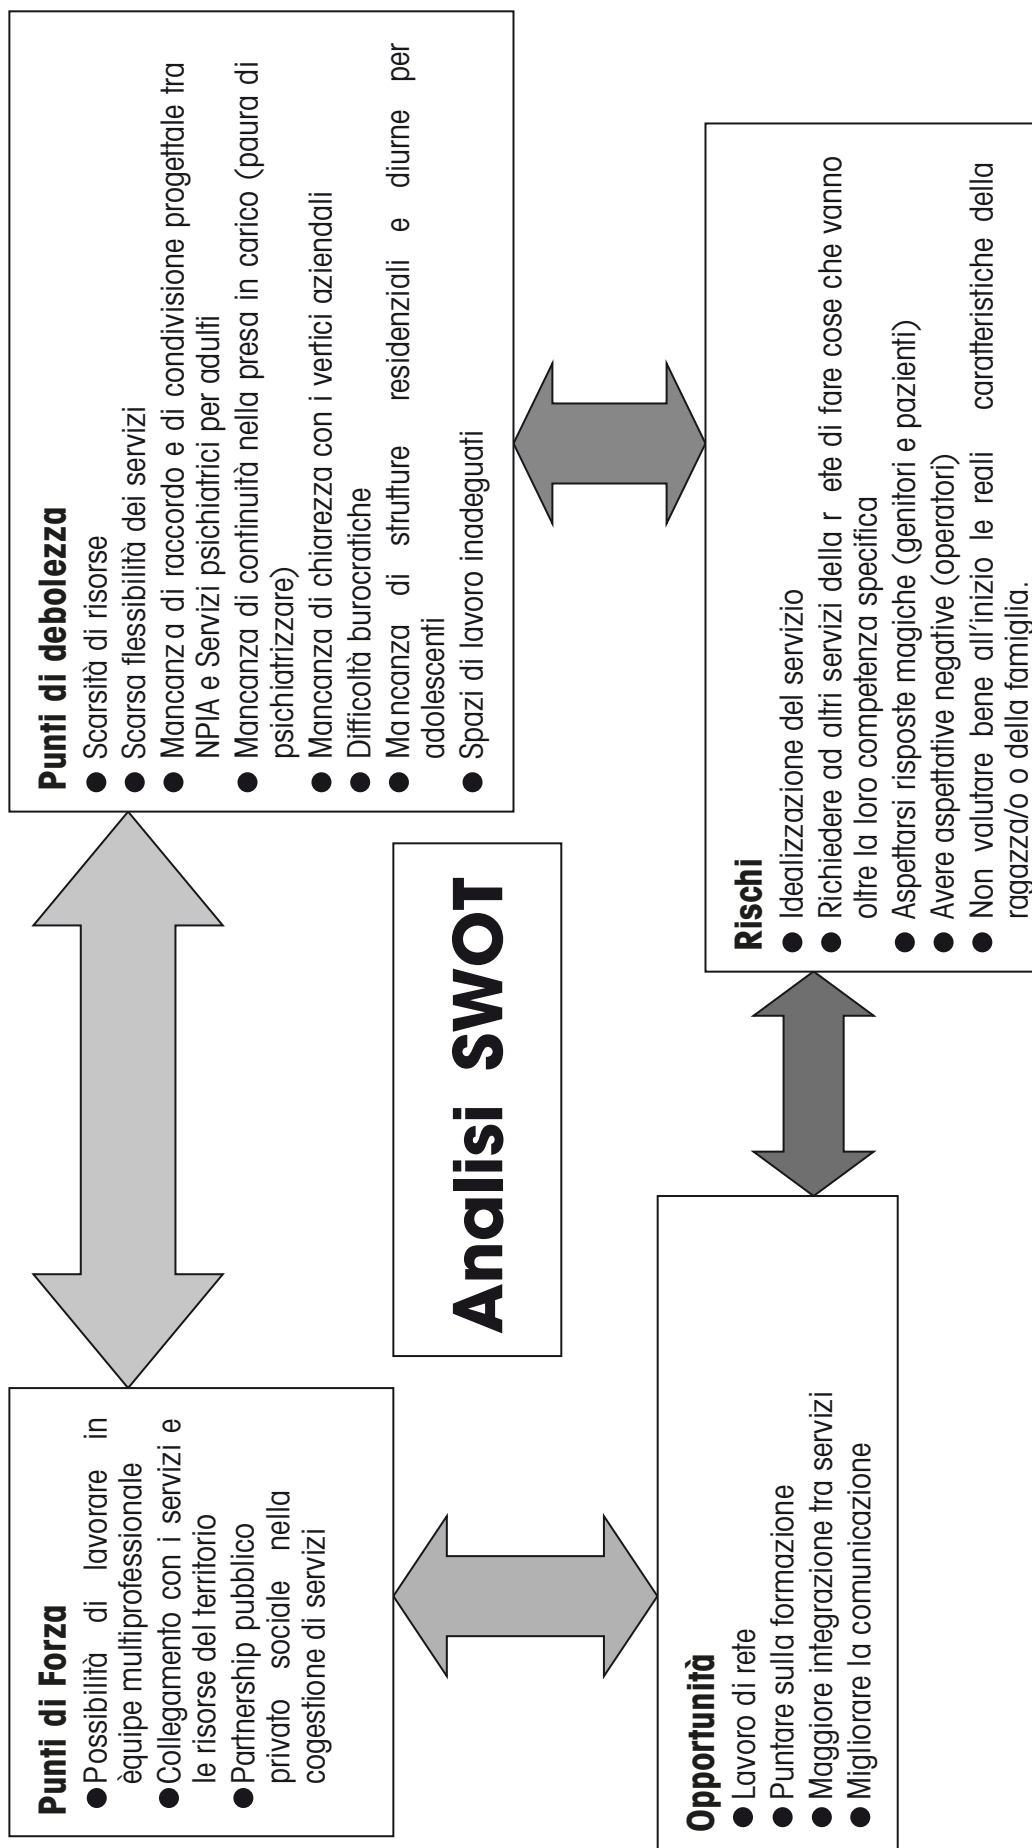 Punti di Forza
● Possibilità di lavorare in
èquipe multiprofessionale
● Collegamento con i servizi e
le risorse del territorio
● Partnership pubblico
privato sociale nella
cogestione di servizi
Punti di debolezza
● Scarsità di risorse
● Scarsa flessibilità dei servizi
● Mancanza di raccordo e di condivisione progettale tra
NPIA e Servizi psichiatrici per adulti
● Mancanza di continuità nella presa in carico (paura di
psichiatrizzare)
● Mancanza di chiarezza con i vertici aziendali
● Difficoltà burocratiche
● Mancanza di strutture residenziali e diurne per
adolescenti
● Spazi di lavoro inadeguati
Analisi SWOT
Opportunità
● Lavoro di rete
● Puntare sulla formazione
● Maggiore integrazione tra servizi
● Migliorare la comunicazione
Rischi
● Idealizzazione del servizio
● Richiedere ad altri servizi della r ete di fare cose che vanno
oltre la loro competenza specifica
● Aspettarsi risposte magiche (genitori e pazienti)
● Avere aspettative negative (operatori)
● Non valutare bene all'inizio le reali caratteristiche della
ragazza/o o della famiglia.